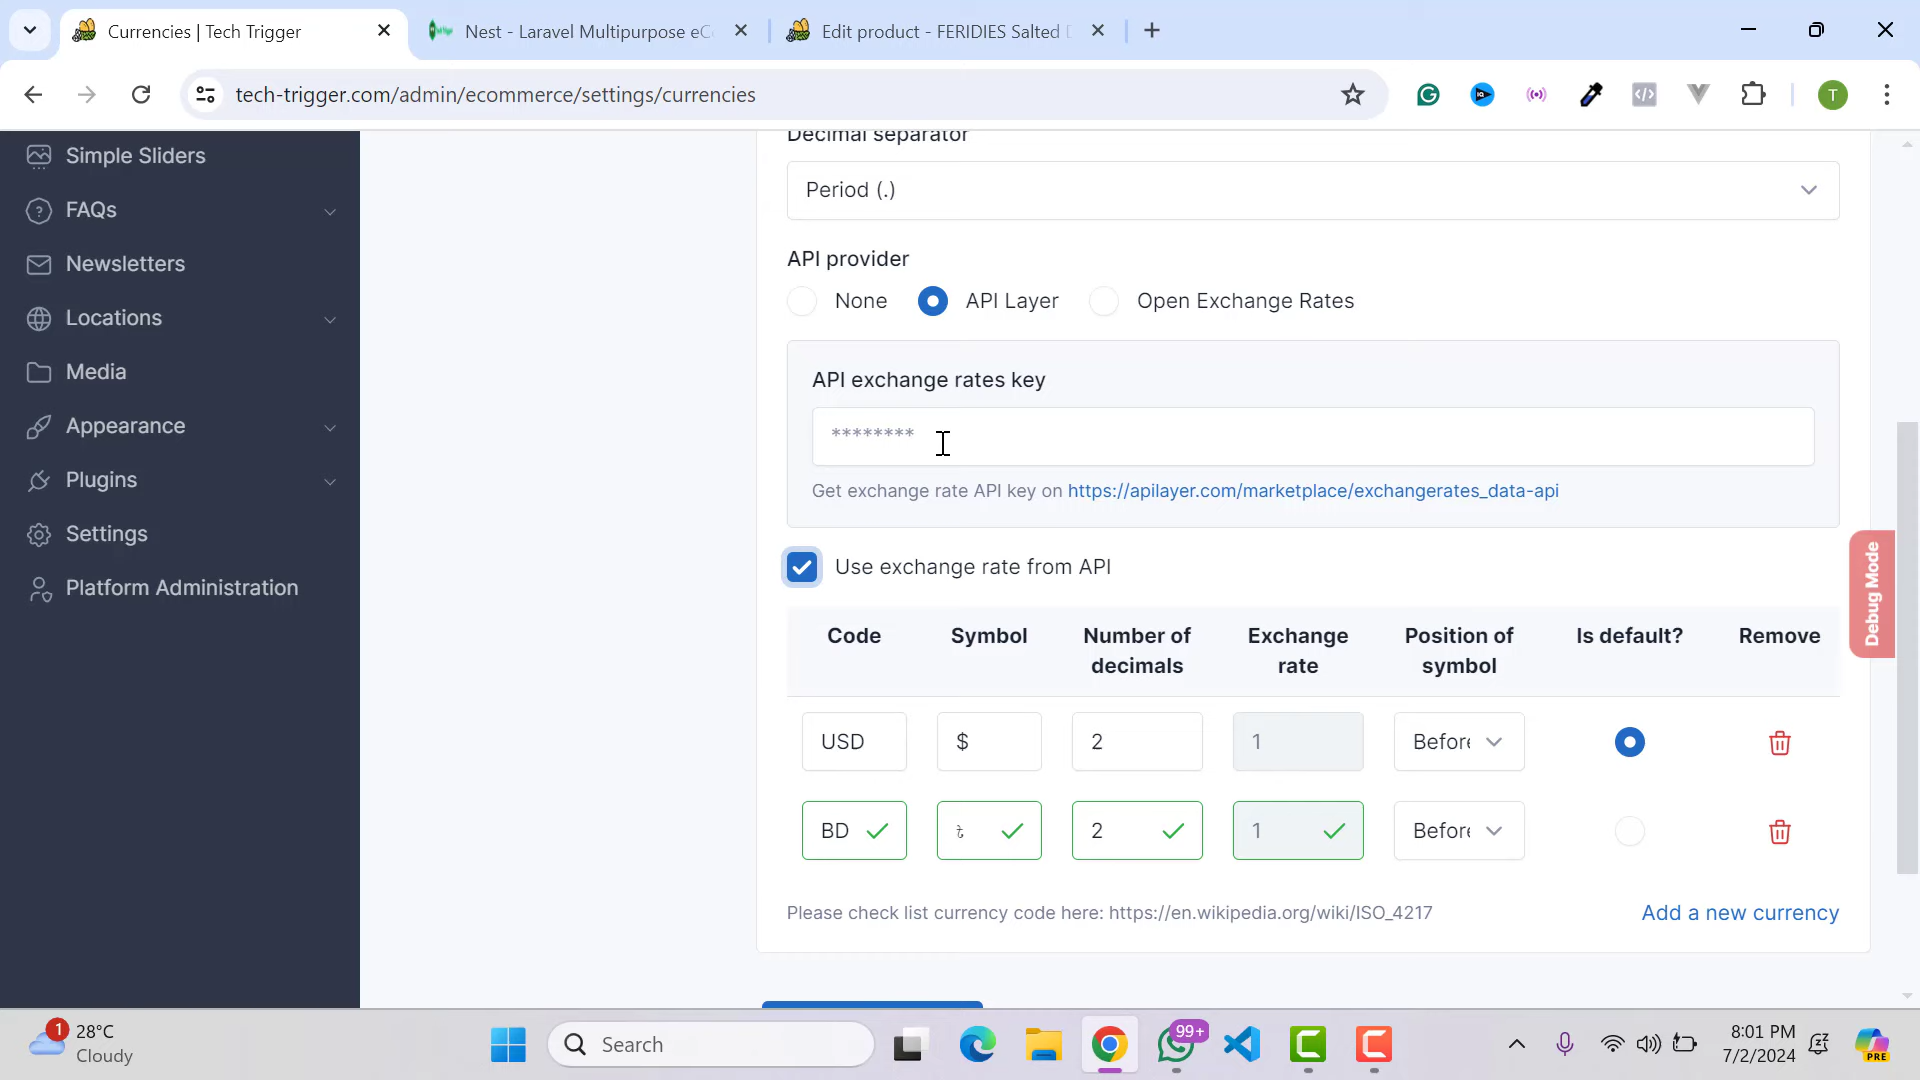 Currencies | Tech Trigger
Nest - Laravel Multipurpose eCo
Edit product - FERIDIES Salted
tech-trigger.com/admin/ecommerce/settings/currencies
T
Simple Sliders
FAQs
Newsletters
Locations
Media
Appearance
Plugins
Settings
Platform Administration
Decimal separator
Period (.)
API provider
None
API Layer
Open Exchange Rates
API exchange rates key
********
Get exchange rate API key on https://apilayer.com/marketplace/exchangerates_data-api
Use exchange rate from API
Code Symbol Number of decimals Exchange rate Position of symbol Is default? Remove
USD $ 2 1 Before
BD ৳ 2 1 Before
Please check list currency code here: https://en.wikipedia.org/wiki/ISO_4217
Add a new currency
Debug Mode
1
28°C
Cloudy
Search
99+
8:01 PM
7/2/2024
PRE